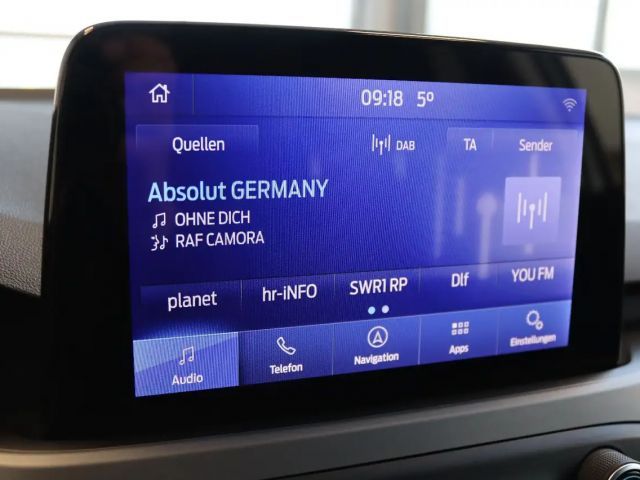 09:18 5°
Quellen DAB TA Sender
Absolut GERMANY
OHNE DICH
RAF CAMORA
planet hr-iNFO SWR1 RP Dlf YOU FM
Audio Telefon Navigation Apps Einstellungen